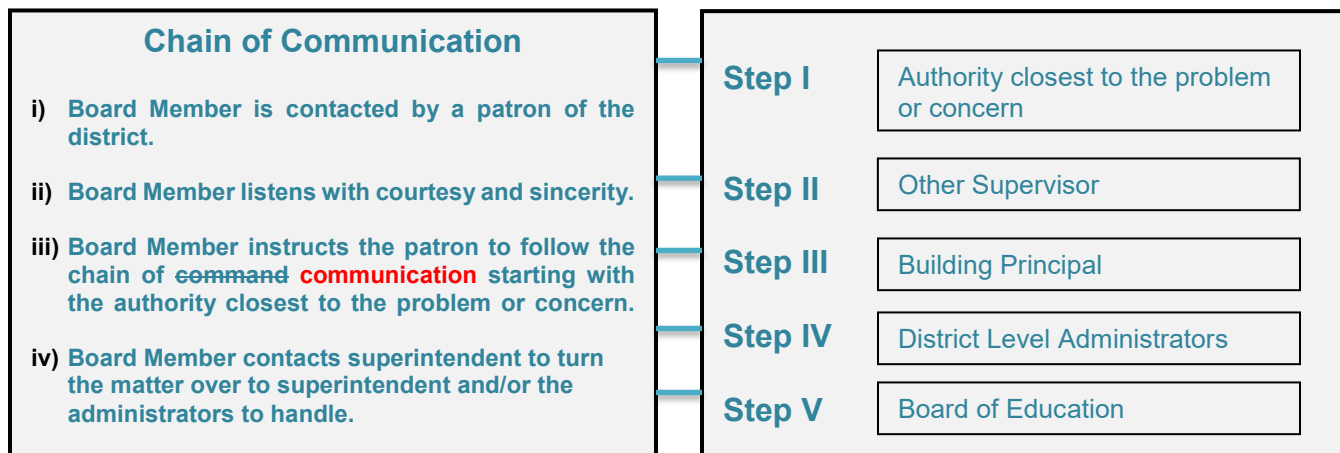 Chain of Communication
i) Board Member is contacted by a patron of the
district.
ii) Board Member listens with courtesy and sincerity.
iii) Board Member instructs the patron to follow the
chain of command communication starting with
the authority closest to the problem or concern.
iv) Board Member contacts superintendent to turn
the matter over to superintendent and/or the
administrators to handle.
Step I
Authority closest to the problem
or concern
Step II
Other Supervisor
Step III
Building Principal
Step IV
District Level Administrators
Step V
Board of Education